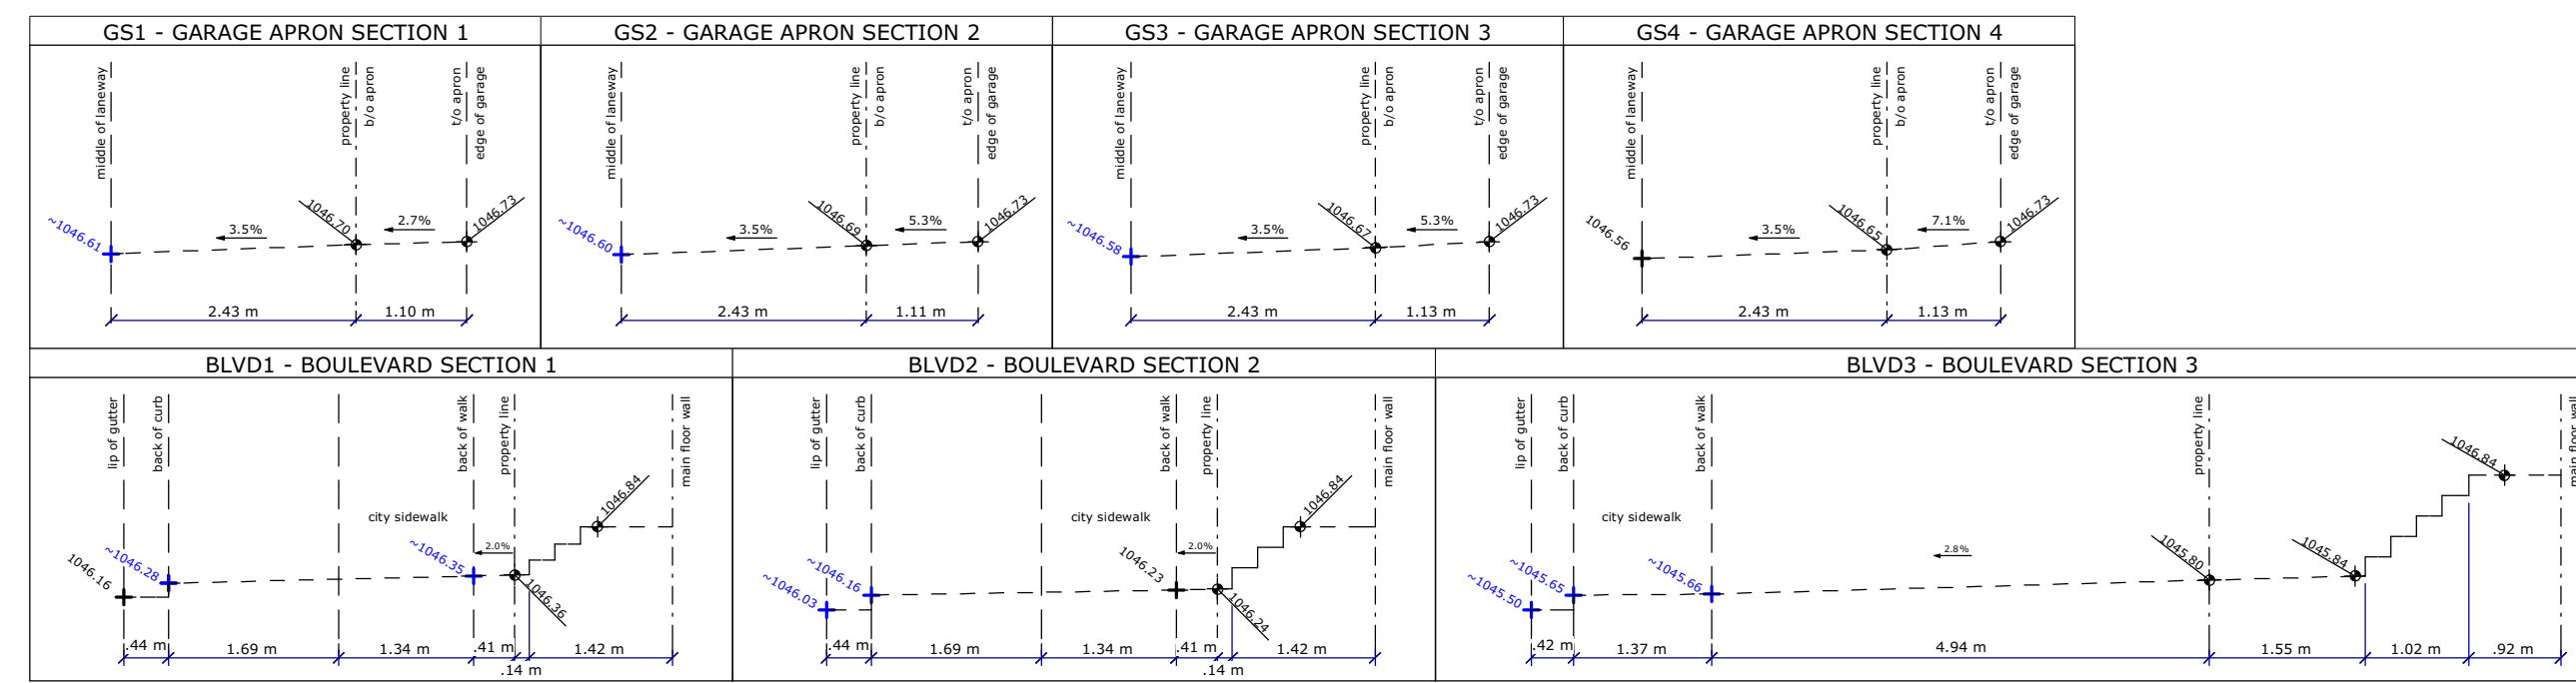 GS1 - GARAGE APRON SECTION 1
middle of laneway
property line
b/o apron
t/o apron
edge of garage
~1046.61
3.5%
1046.70
2.7%
1046.73
2.43 m
1.10 m
GS2 - GARAGE APRON SECTION 2
middle of laneway
property line
b/o apron
t/o apron
edge of garage
~1046.60
3.5%
1046.69
5.3%
1046.73
2.43 m
1.11 m
GS3 - GARAGE APRON SECTION 3
middle of laneway
property line
b/o apron
t/o apron
edge of garage
~1046.58
3.5%
1046.67
5.3%
1046.73
2.43 m
1.13 m
GS4 - GARAGE APRON SECTION 4
middle of laneway
property line
b/o apron
t/o apron
edge of garage
1046.56
3.5%
1046.65
7.1%
1046.73
2.43 m
1.13 m
BLVD1 - BOULEVARD SECTION 1
lip of gutter
back of curb
back of walk
property line
main floor wall
city sidewalk
1046.16
~1046.28
~1046.35
2.0%
1046.36
1046.84
.44 m
1.69 m
1.34 m
.41 m
.14 m
1.42 m
BLVD2 - BOULEVARD SECTION 2
lip of gutter
back of curb
back of walk
property line
main floor wall
city sidewalk
~1046.03
~1046.16
1046.23
2.0%
1046.24
1046.84
.44 m
1.69 m
1.34 m
.41 m
.14 m
1.42 m
BLVD3 - BOULEVARD SECTION 3
lip of gutter
back of curb
back of walk
property line
main floor wall
city sidewalk
~1045.50
~1045.65
~1045.66
2.8%
1045.80
1045.84
1046.84
.42 m
1.37 m
4.94 m
1.55 m
1.02 m
.92 m